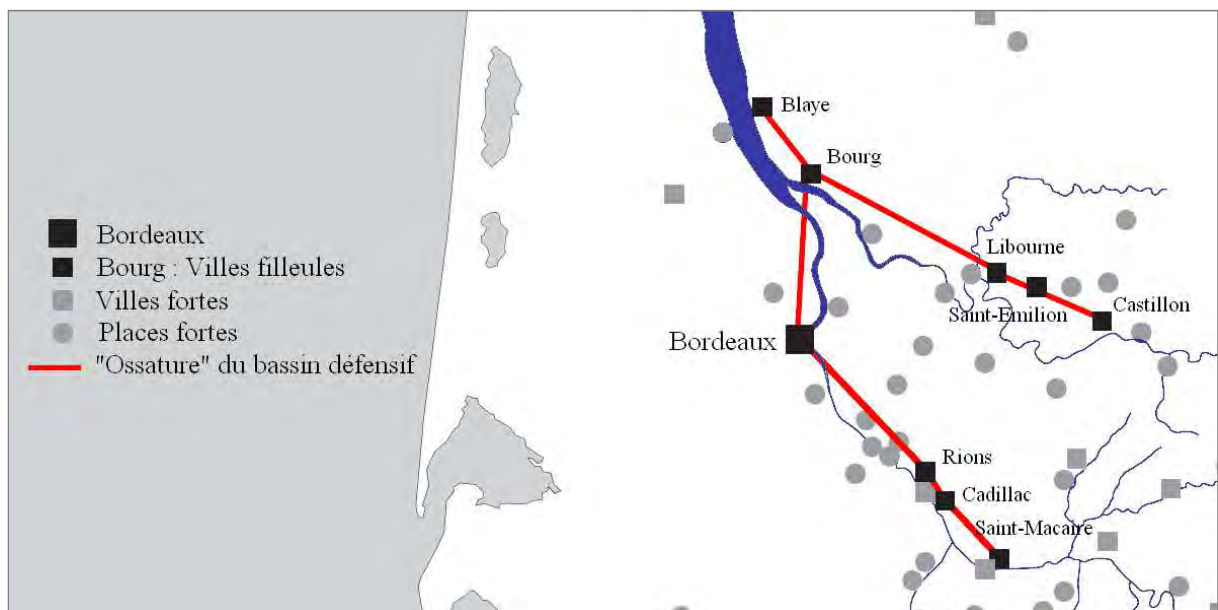 Blaye
Bourg
Libourne
Saint-Emilion
Castillon
Bordeaux
Rions
Cadillac
Saint-Macaire
Bordeaux
Bourg : Villes filleules
Villes fortes
Places fortes
"Ossature" du bassin défensif